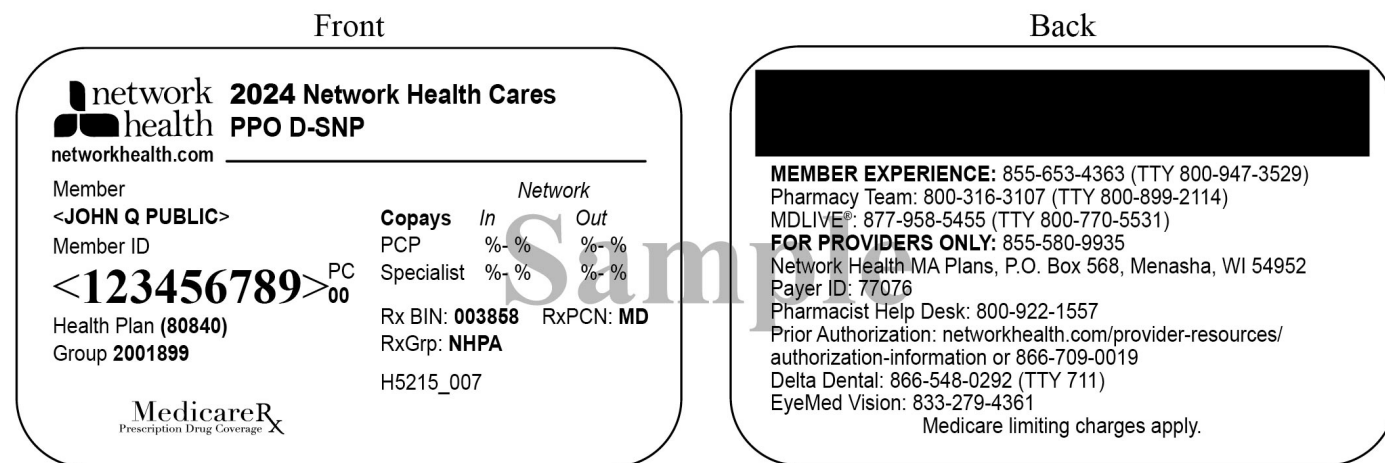 Front
network health
2024 Network Health Cares
PPO D-SNP
networkhealth.com
Member
<JOHN Q PUBLIC>
Member ID
<123456789> PC 00
Health Plan (80840)
Group 2001899
Network
Copays In Out
PCP %- % %- %
Specialist %- % %- %
Rx BIN: 003858 RxPCN: MD
RxGrp: NHPA
H5215_007
MedicareRx
Prescription Drug Coverage
Sample
Back
MEMBER EXPERIENCE: 855-653-4363 (TTY 800-947-3529)
Pharmacy Team: 800-316-3107 (TTY 800-899-2114)
MDLIVE®: 877-958-5455 (TTY 800-770-5531)
FOR PROVIDERS ONLY: 855-580-9935
Network Health MA Plans, P.O. Box 568, Menasha, WI 54952
Payer ID: 77076
Pharmacist Help Desk: 800-922-1557
Prior Authorization: networkhealth.com/provider-resources/
authorization-information or 866-709-0019
Delta Dental: 866-548-0292 (TTY 711)
EyeMed Vision: 833-279-4361
Medicare limiting charges apply.